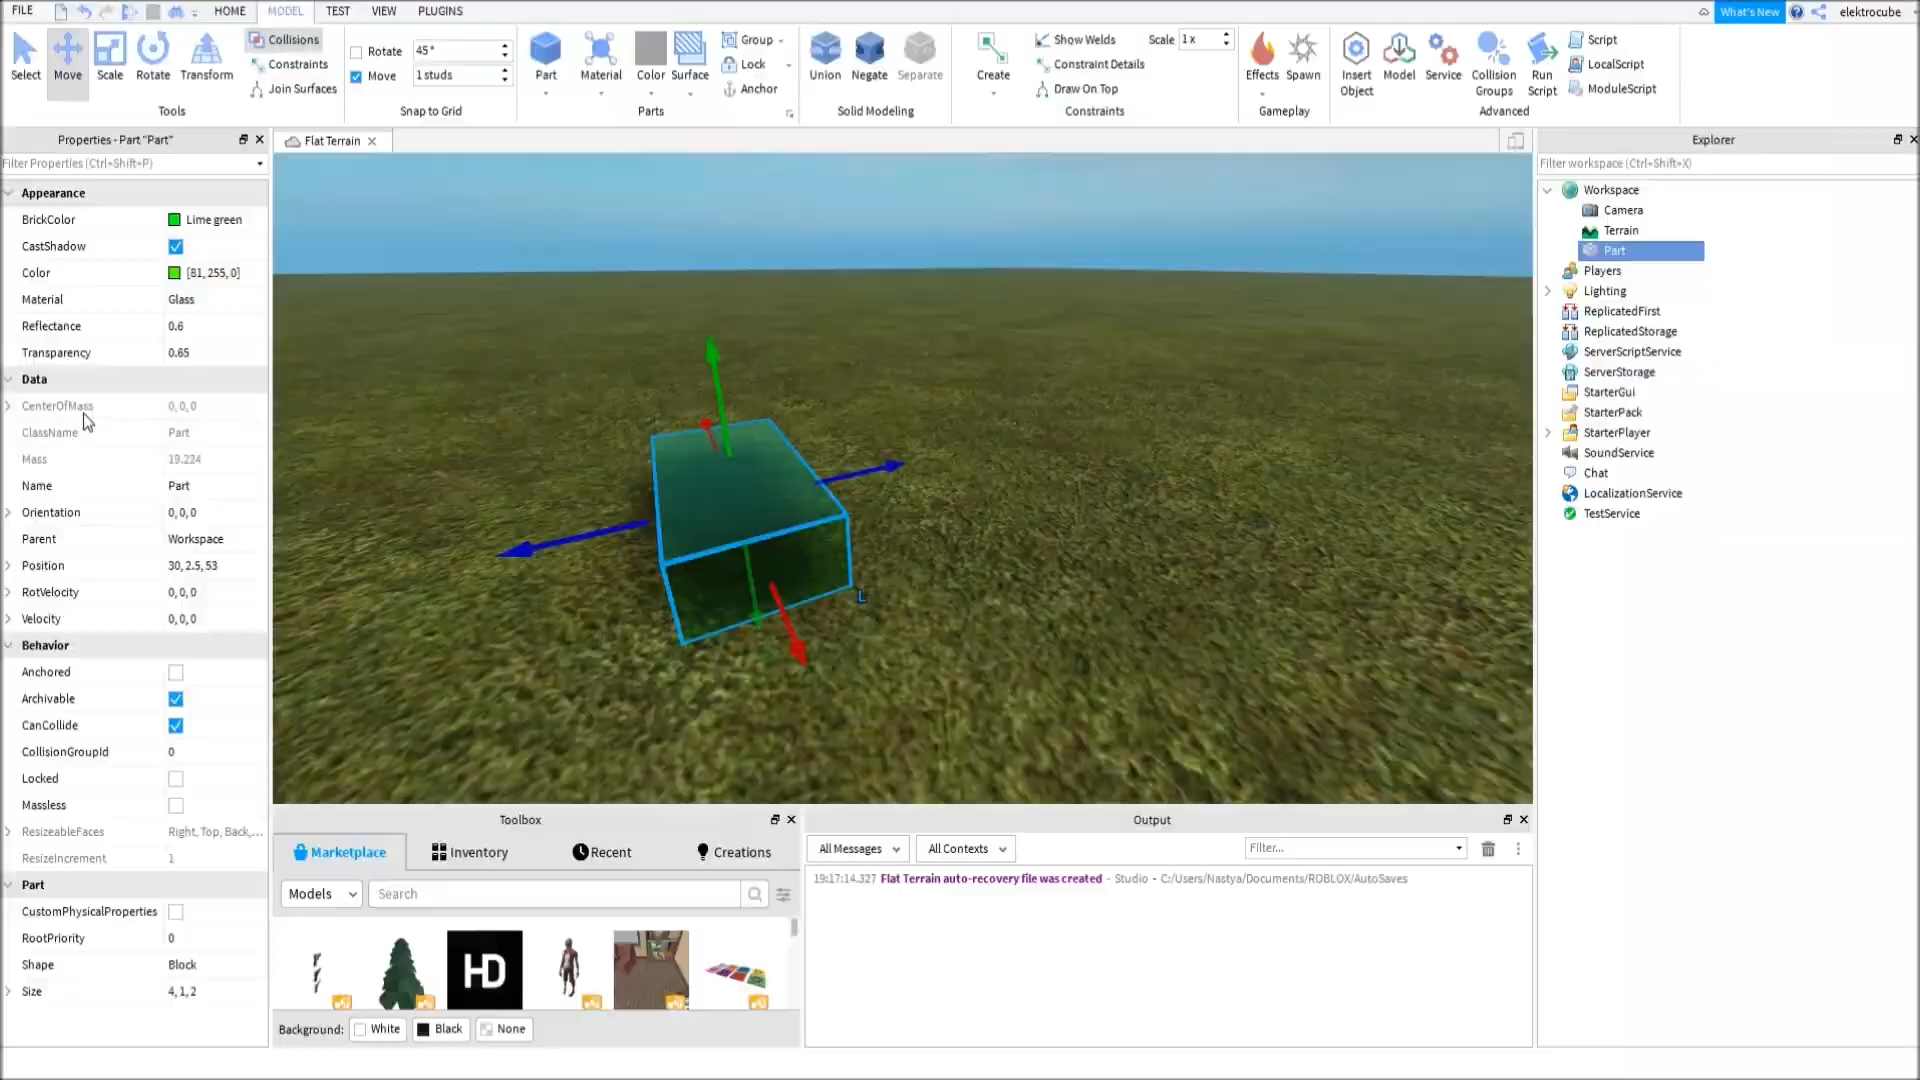 FILE HOME MODEL TEST VIEW PLUGINS What's New elektrocube
Select Move Scale Rotate Transform
Collisions
Constraints
Join Surfaces
Tools
Rotate 45°
Move 1 studs
Snap to Grid
Part Material Color Surface
Group
Lock
Anchor
Parts
Union Negate Separate
Solid Modeling
Create
Show Welds
Constraint Details
Draw On Top
Scale 1x
Constraints
Effects Spawn
Gameplay
Insert Object
Model
Service
Collision Groups
Run Script
Script
LocalScript
ModuleScript
Advanced
Properties - Part "Part"
Filter Properties (Ctrl+Shift+P)
Appearance
BrickColor Lime green
CastShadow
Color [81, 255, 0]
Material Glass
Reflectance 0.6
Transparency 0.65
Data
CenterOfMass 0, 0, 0
ClassName Part
Mass 19.224
Name Part
Orientation 0, 0, 0
Parent Workspace
Position 30, 2.5, 53
RotVelocity 0, 0, 0
Velocity 0, 0, 0
Behavior
Anchored
Archivable
CanCollide
CollisionGroupId 0
Locked
Massless
ResizeableFaces Right, Top, Back,...
ResizeIncrement 1
Part
CustomPhysicalProperties
RootPriority 0
Shape Block
Size 4, 1, 2
Flat Terrain
L
Toolbox
Marketplace Inventory Recent Creations
Models Search
HD
Background: White Black None
Output
All Messages All Contexts Filter...
19:17:14.327 Flat Terrain auto-recovery file was created - Studio - C:/Users/Nastya/Documents/ROBLOX/AutoSaves
Explorer
Filter workspace (Ctrl+Shift+X)
Workspace
Camera
Terrain
Part
Players
Lighting
ReplicatedFirst
ReplicatedStorage
ServerScriptService
ServerStorage
StarterGui
StarterPack
StarterPlayer
SoundService
Chat
LocalizationService
TestService